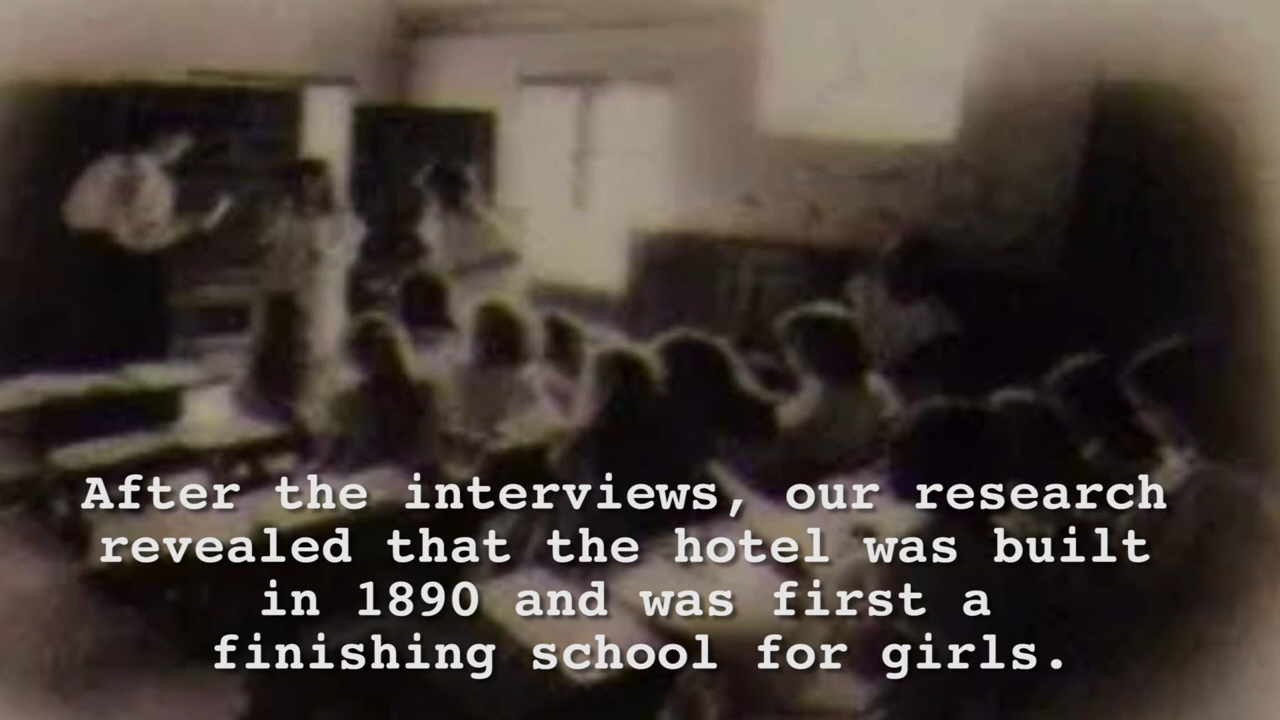 After the interviews, our research
revealed that the hotel was built
in 1890 and was first a
finishing school for girls.